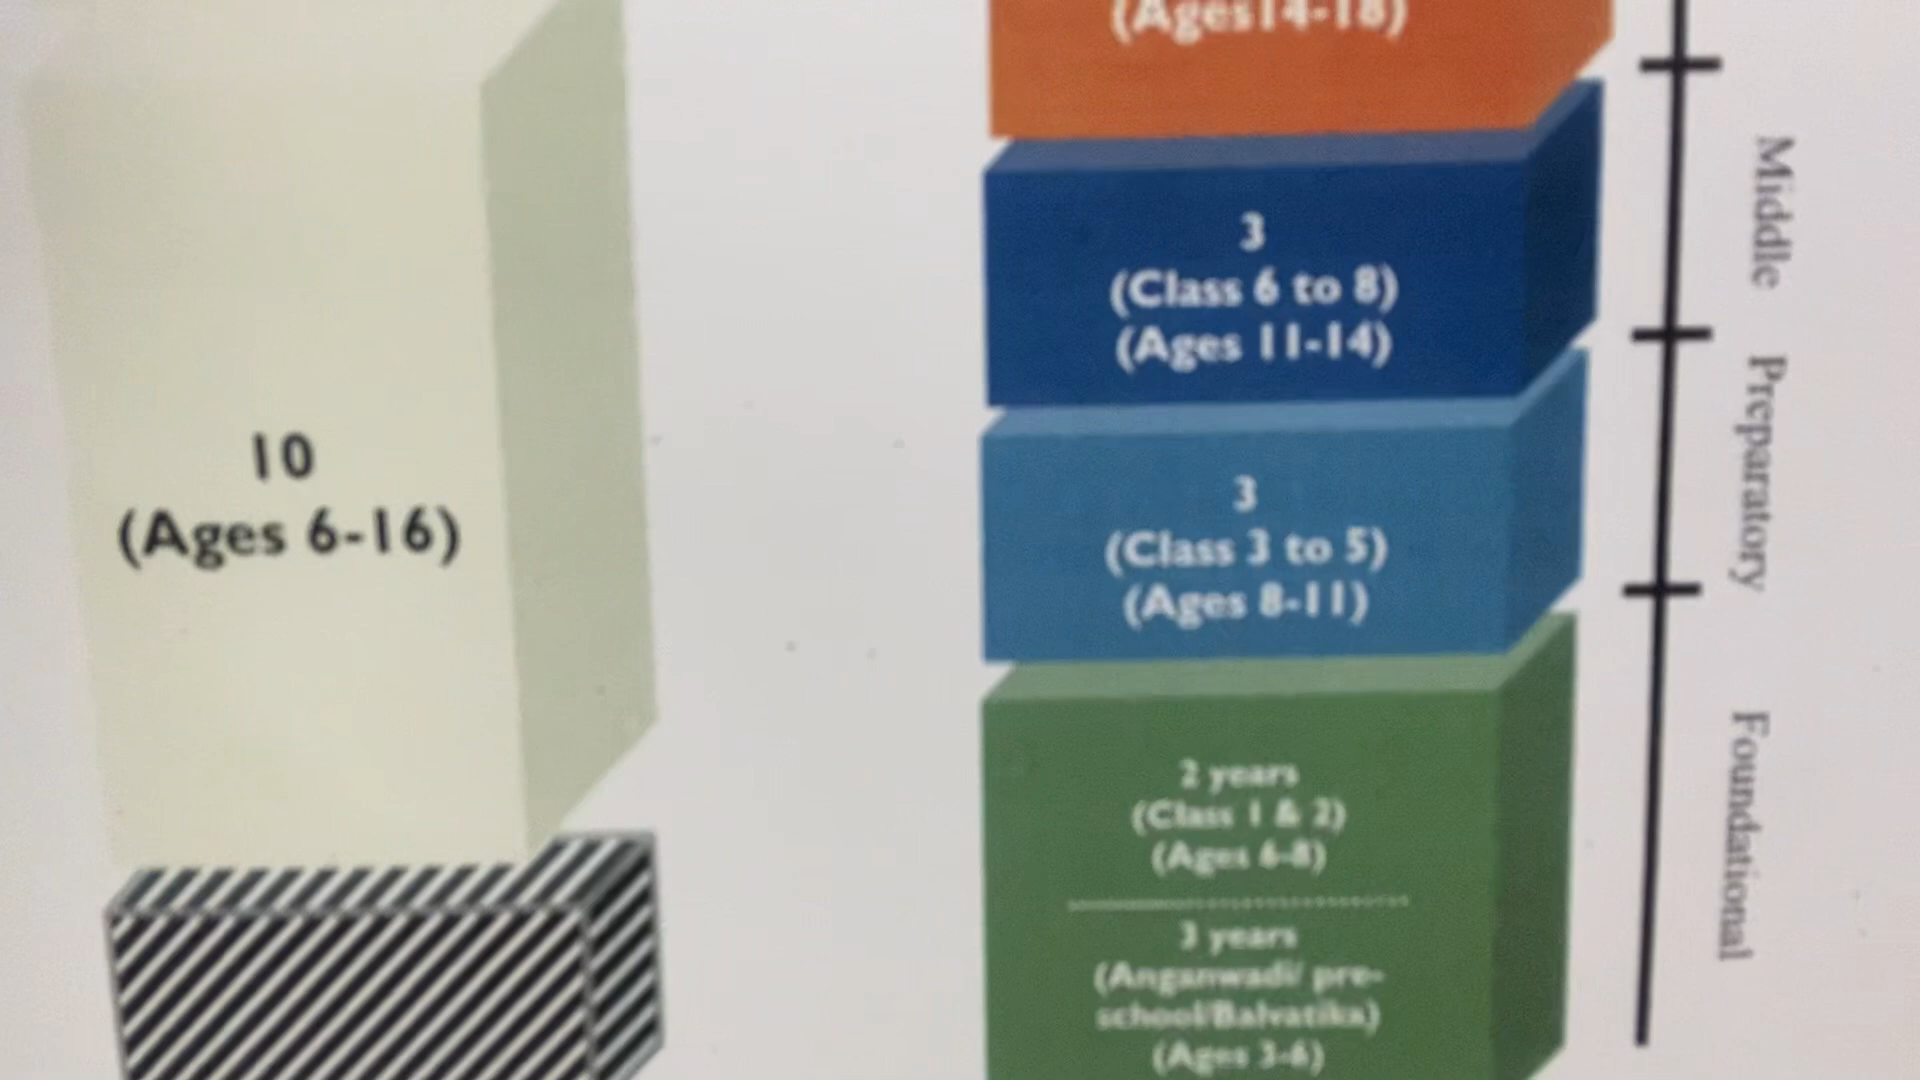 10
(Ages 6-16)
(Ages14-18)
3
(Class 6 to 8)
(Ages 11-14)
3
(Class 3 to 5)
(Ages 8-11)
2 years
(Class 1 & 2)
(Ages 6-8)
3 years
(Anganwadi/ pre-
school/Balvatika)
(Ages 3-6)
Middle
Preparatory
Foundational